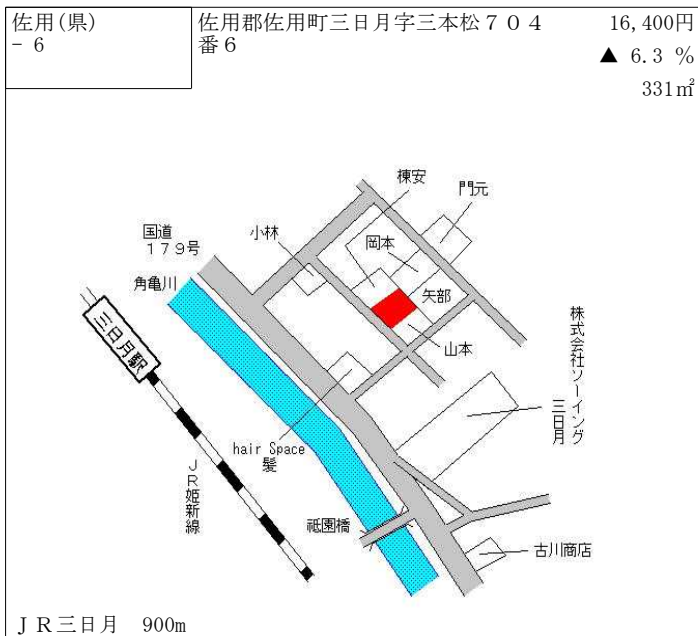 佐用(県)
－6
佐用郡佐用町三日月字三本松７０４
番６
16,400円
▲ 6.3 %
331㎡
棟安
門元
国道
１７９号
小林
岡本
角亀川
矢部
三日月駅
山本
株式会社ソーイング
三日月
hair Space
髪
ＪＲ姫新線
祗園橋
古川商店
ＪＲ三日月　900m